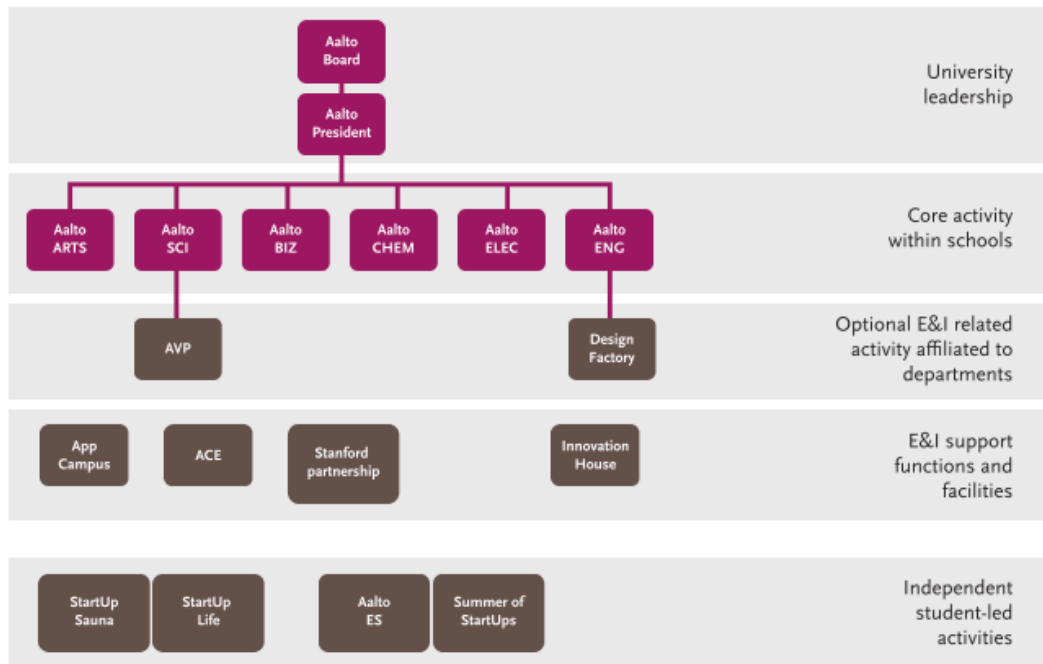 Aalto
Board
Aalto
President
University
leadership
Aalto
ARTS
Aalto
SCI
Aalto
BIZ
Aalto
CHEM
Aalto
ELEC
Aalto
ENG
Core activity
within schools
AVP
Design
Factory
Optional E&I related
activity affiliated to
departments
App
Campus
ACE
Stanford
partnership
Innovation
House
E&I support
functions and
facilities
StartUp
Sauna
StartUp
Life
Aalto
ES
Summer of
StartUps
Independent
student-led
activities